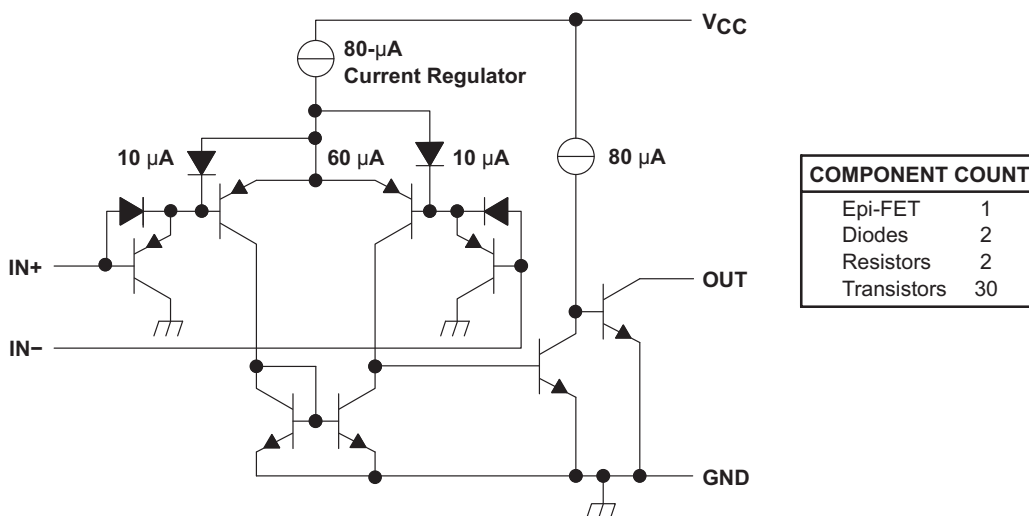 VCC
80-µA
Current Regulator
10 µA
60 µA
10 µA
80 µA
IN+
OUT
IN−
GND
COMPONENT COUNT
Epi-FET 1
Diodes 2
Resistors 2
Transistors 30